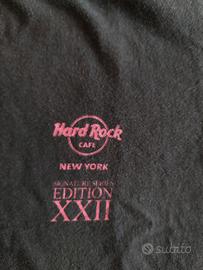 Hard Rock
CAFE
NEW YORK
SIGNATURE SERIES
EDITION
XXII
subito